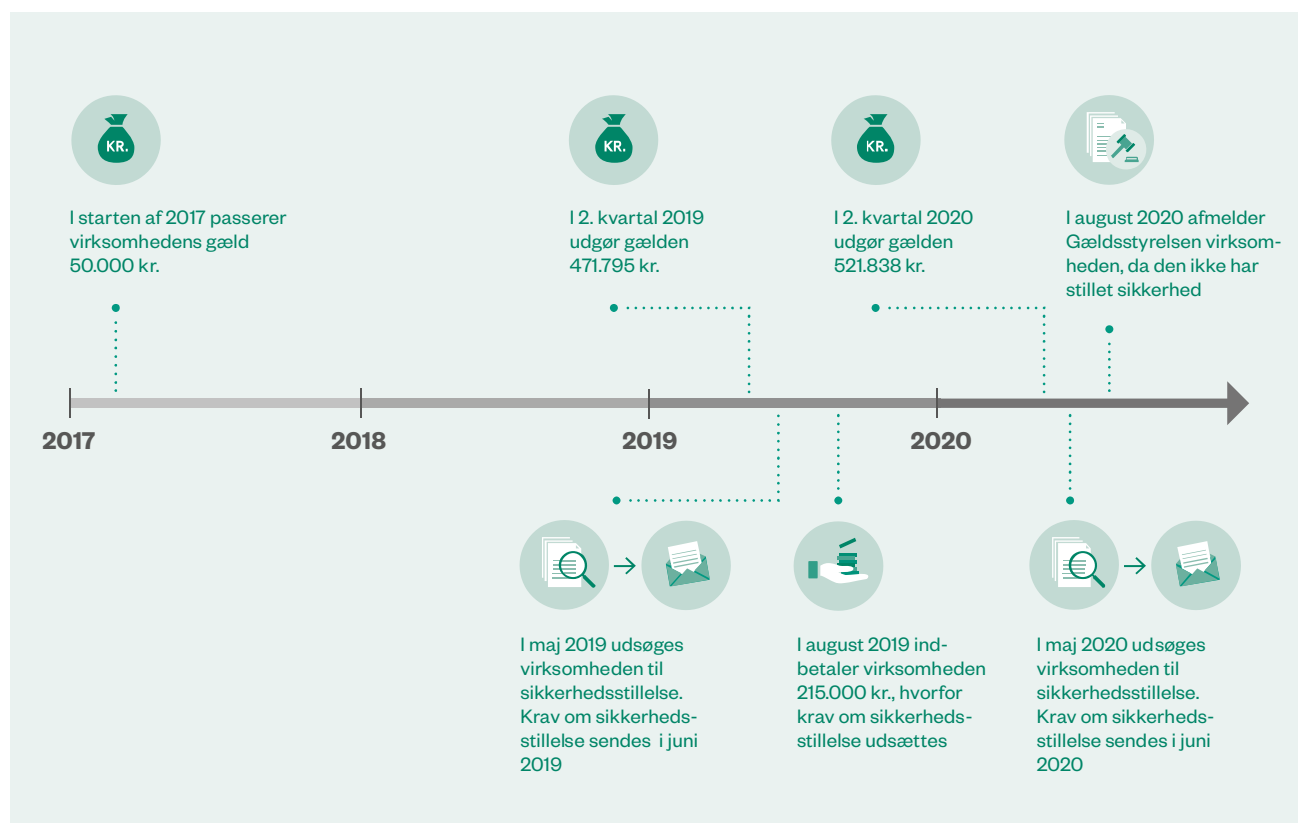 KR.
I starten af 2017 passerer
virksomhedens gæld
50.000 kr.
KR.
I 2. kvartal 2019
udgør gælden
471.795 kr.
KR.
I 2. kvartal 2020
udgør gælden
521.838 kr.
I august 2020 afmelder
Gældsstyrelsen virksom-
heden, da den ikke har
stillet sikkerhed
2017
2018
2019
2020
I maj 2019 udsøges
virksomheden til
sikkerhedsstillelse.
Krav om sikkerheds-
stillelse sendes i juni
2019
I august 2019 ind-
betaler virksomheden
215.000 kr., hvorfor
krav om sikkerheds-
stillelse udsættes
I maj 2020 udsøges
virksomheden til
sikkerhedsstillelse.
Krav om sikkerheds-
stillelse sendes i juni
2020